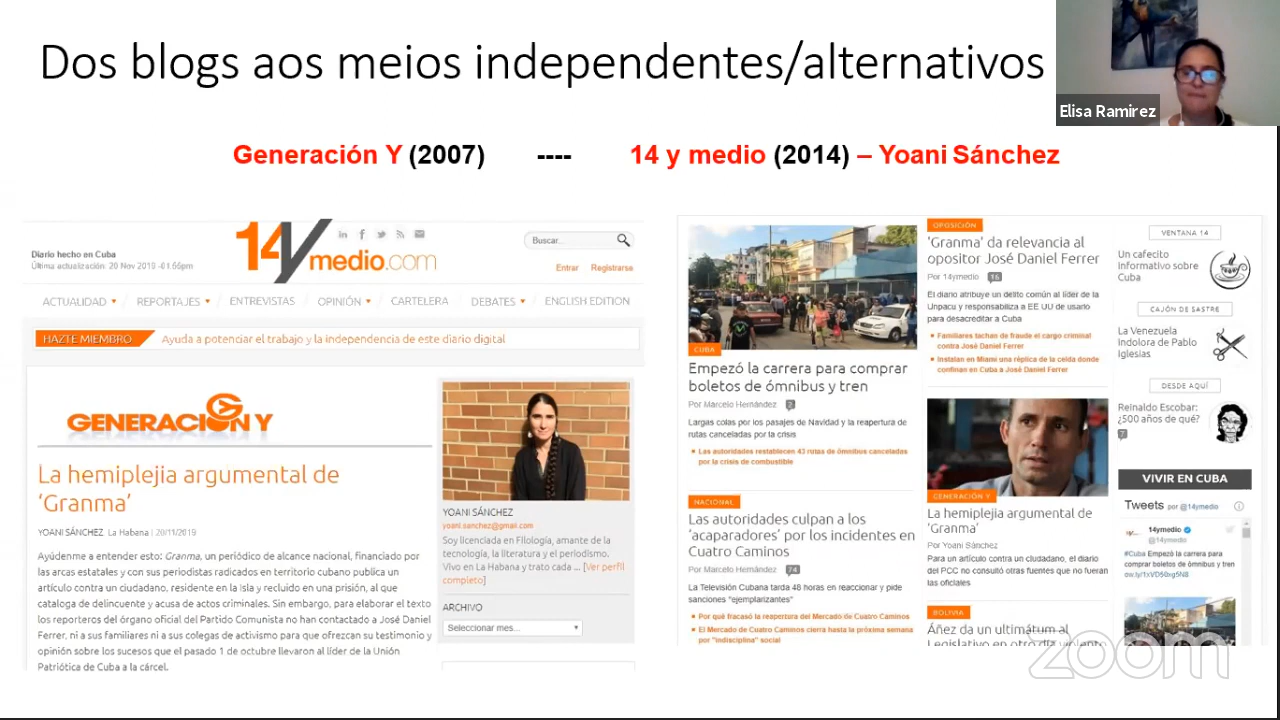 Dos blogs aos meios independentes/alternativos
Elisa Ramirez
Generación Y (2007) ---- 14 y medio (2014) – Yoani Sánchez
Diario hecho en Cuba
Última actualización: 20 Nov 2019 -01:56pm
14y medio.com
Buscar...
Entrar Registrarse
ACTUALIDAD REPORTAJES ENTREVISTAS OPINIÓN CARTELERA DEBATES ENGLISH EDITION
HAZTE MIEMBRO Ayuda a potenciar el trabajo y la independencia de este diario digital
GENERACIÓN Y
La hemiplejia argumental de
‘Granma’
YOANI SÁNCHEZ La Habana | 20/11/2019
Ayúdenme a entender esto: Granma, un periódico de alcance nacional, financiado por
las arcas estatales y con sus periodistas radicados en territorio cubano publica un
artículo contra un ciudadano, residente en la Isla y recluido en una prisión, al que
cataloga de delincuente y acusa de actos criminales. Sin embargo, para elaborar el texto
los reporteros del órgano oficial del Partido Comunista no han contactado a José Daniel
Ferrer, ni a sus familiares ni a sus colegas de activismo para que ofrezcan su testimonio y
opinión sobre los sucesos que el pasado 1 de octubre llevaron al líder de la Unión
Patriótica de Cuba a la cárcel.
YOANI SÁNCHEZ
yoani.sanchez@gmail.com
Soy licenciada en Filología, amante de la
tecnología, la literatura y el periodismo.
Vivo en La Habana y trato cada ... [Ver perfil
completo]
ARCHIVO
Seleccionar mes...
CUBA
Empezó la carrera para comprar
boletos de ómnibus y tren
Por Marcelo Hernández 2
Largas colas por los pasajes de Navidad y la reapertura de
rutas canceladas por la crisis
Las autoridades restablecen 43 rutas de ómnibus canceladas
por la crisis de combustible
NACIONAL
Las autoridades culpan a los
‘acaparadores’ por los incidentes en
Cuatro Caminos
Por Marcelo Hernández 74
La Televisión Cubana tarda 48 horas en reaccionar y pide
sanciones "ejemplarizantes"
Por qué fracasó la reapertura del Mercado de Cuatro Caminos
El Mercado de Cuatro Caminos cierra hasta la próxima semana
por "indisciplina" social
OPOSICIÓN
'Granma' da relevancia al
opositor José Daniel Ferrer
Por 14ymedio 16
El diario atribuye un delito común al líder de la
Unpacu y responsabiliza a EE UU de usarlo
para desacreditar a Cuba
Familiares tachan de fraude el cargo criminal
contra José Daniel Ferrer
Instalan en Miami una réplica de la celda donde
confinan en Cuba a José Daniel Ferrer
GENERACIÓN Y
La hemiplejia argumental de
‘Granma’
Por Yoani Sánchez
Para un artículo contra un ciudadano, el diario
del PCC no consultó otras fuentes que no fueran
las oficiales
BOLIVIA
Áñez da un ultimátum al
Legislativo en otro día violento
VENTANA 14
Un cafecito
Informativo sobre
Cuba
CAJÓN DE SASTRE
La Venezuela
Indolora de Pablo
Iglesias
DESDE AQUÍ
Reinaldo Escobar:
¿500 años de qué?
VIVIR EN CUBA
Tweets por @14ymedio
14ymedio
@14ymedio
#Cuba Empezó la carrera para
comprar boletos de ómnibus y tren
zoom